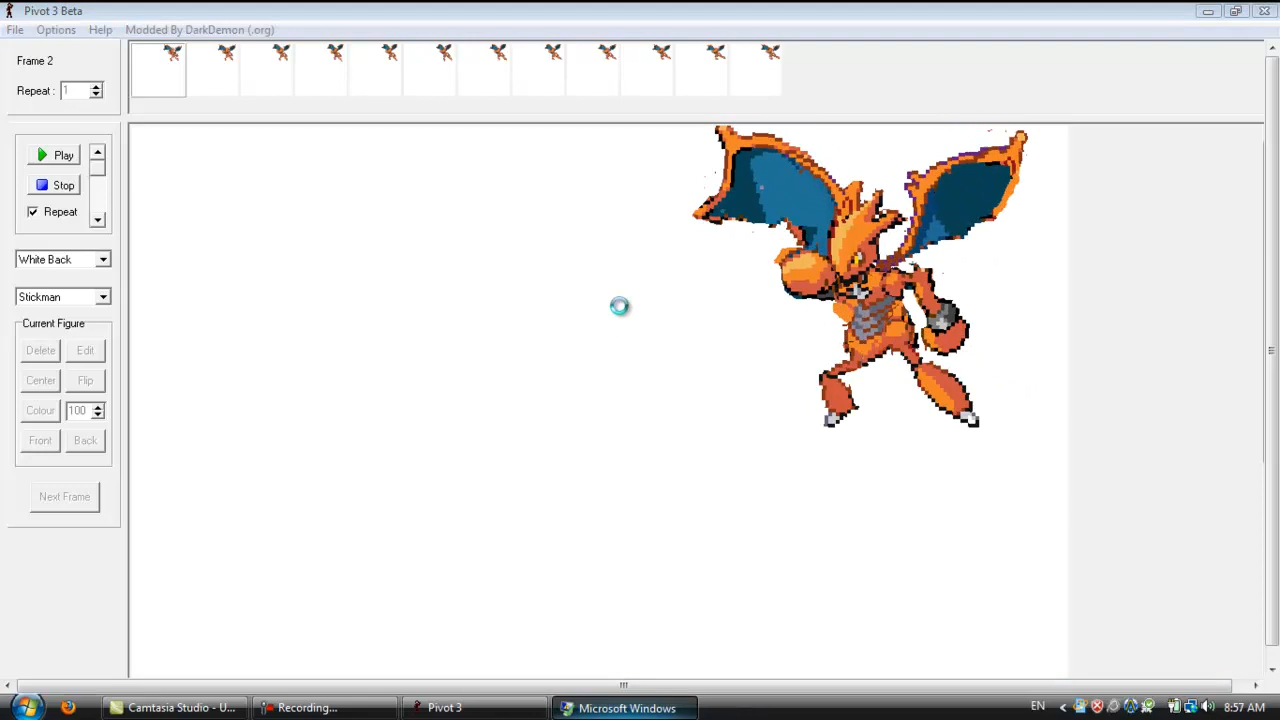 Pivot 3 Beta
File Options Help Modded By DarkDemon (.org)
Frame 2
Repeat : 1
Play
Stop
Repeat
White Back
Stickman
Current Figure
Delete Edit
Center Flip
Colour 100
Front Back
Next Frame
Camtasia Studio - U... Recording... Pivot 3 Microsoft Windows EN 8:57 AM